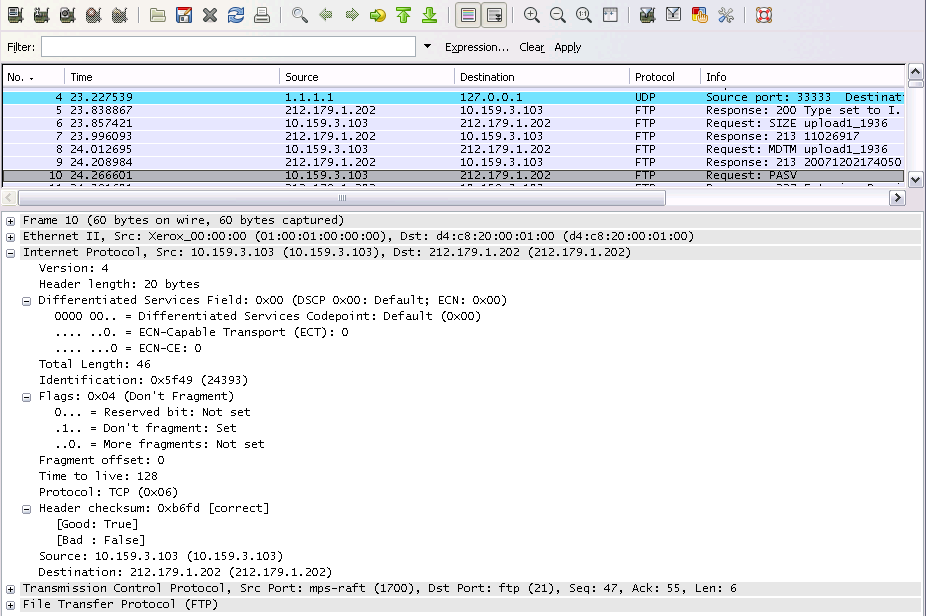 Filter: Expression... Clear Apply
No. Time Source Destination Protocol Info
4 23.227539 1.1.1.1 127.0.0.1 UDP Source port: 33333 Destinat
5 23.838867 212.179.1.202 10.159.3.103 FTP Response: 200 Type set to I.
6 23.857421 10.159.3.103 212.179.1.202 FTP Request: SIZE upload1_1936
7 23.996093 212.179.1.202 10.159.3.103 FTP Response: 213 11026917
8 24.012695 10.159.3.103 212.179.1.202 FTP Request: MDTM upload1_1936
9 24.208984 212.179.1.202 10.159.3.103 FTP Response: 213 20071202174050
10 24.266601 10.159.3.103 212.179.1.202 FTP Request: PASV
Frame 10 (60 bytes on wire, 60 bytes captured)
Ethernet II, Src: Xerox_00:00:00 (01:00:01:00:00:00), Dst: d4:c8:20:00:01:00 (d4:c8:20:00:01:00)
Internet Protocol, Src: 10.159.3.103 (10.159.3.103), Dst: 212.179.1.202 (212.179.1.202)
Version: 4
Header length: 20 bytes
Differentiated Services Field: 0x00 (DSCP 0x00: Default; ECN: 0x00)
0000 00.. = Differentiated Services Codepoint: Default (0x00)
.... ..0. = ECN-Capable Transport (ECT): 0
.... ...0 = ECN-CE: 0
Total Length: 46
Identification: 0x5f49 (24393)
Flags: 0x04 (Don't Fragment)
0... = Reserved bit: Not set
.1.. = Don't fragment: Set
..0. = More fragments: Not set
Fragment offset: 0
Time to live: 128
Protocol: TCP (0x06)
Header checksum: 0xb6fd [correct]
[Good: True]
[Bad : False]
Source: 10.159.3.103 (10.159.3.103)
Destination: 212.179.1.202 (212.179.1.202)
Transmission Control Protocol, Src Port: mps-raft (1700), Dst Port: ftp (21), Seq: 47, Ack: 55, Len: 6
File Transfer Protocol (FTP)